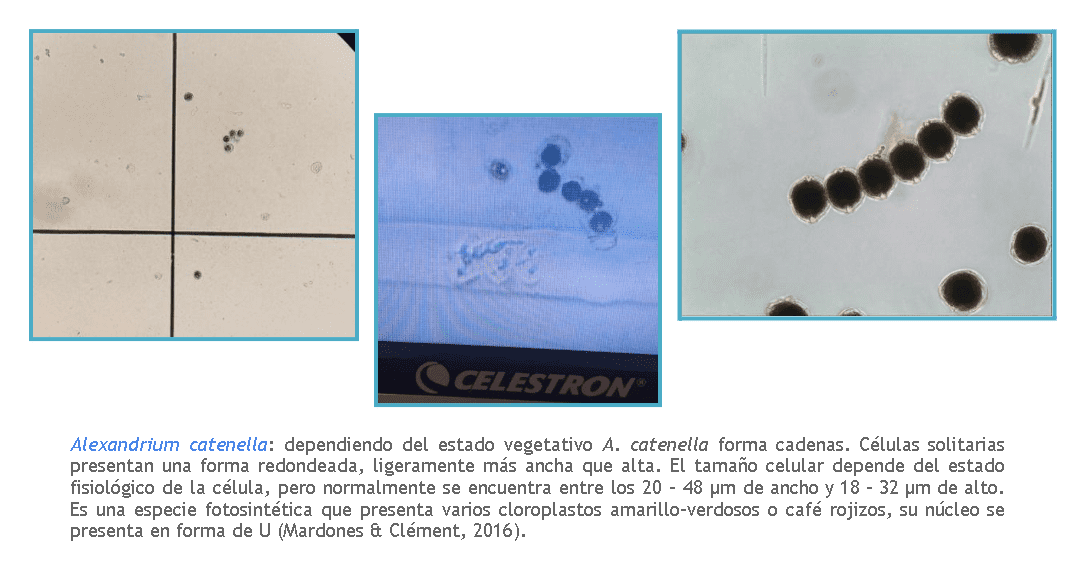 CELESTRON®
Alexandrium catenella: dependiendo del estado vegetativo A. catenella forma cadenas. Células solitarias
presentan una forma redondeada, ligeramente más ancha que alta. El tamaño celular depende del estado
fisiológico de la célula, pero normalmente se encuentra entre los 20 – 48 µm de ancho y 18 – 32 µm de alto.
Es una especie fotosintética que presenta varios cloroplastos amarillo-verdosos o café rojizos, su núcleo se
presenta en forma de U (Mardones & Clément, 2016).